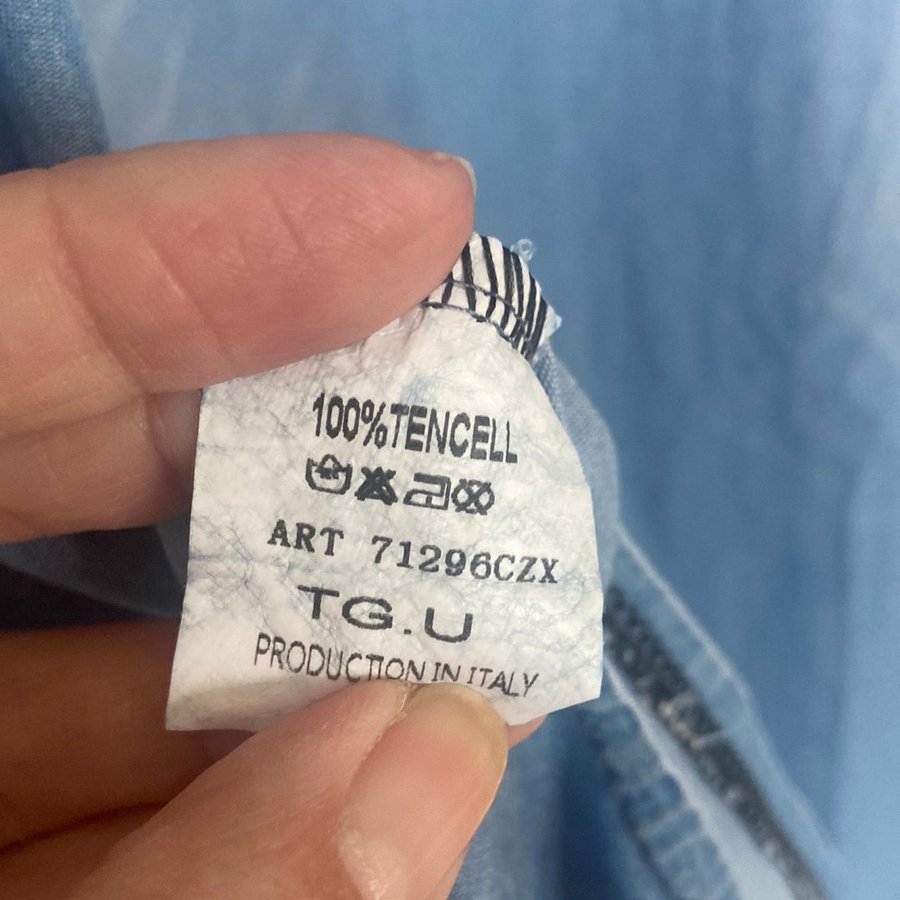 100%TENCELL
ART 71296CZX
TG.U
PRODUCTION IN ITALY